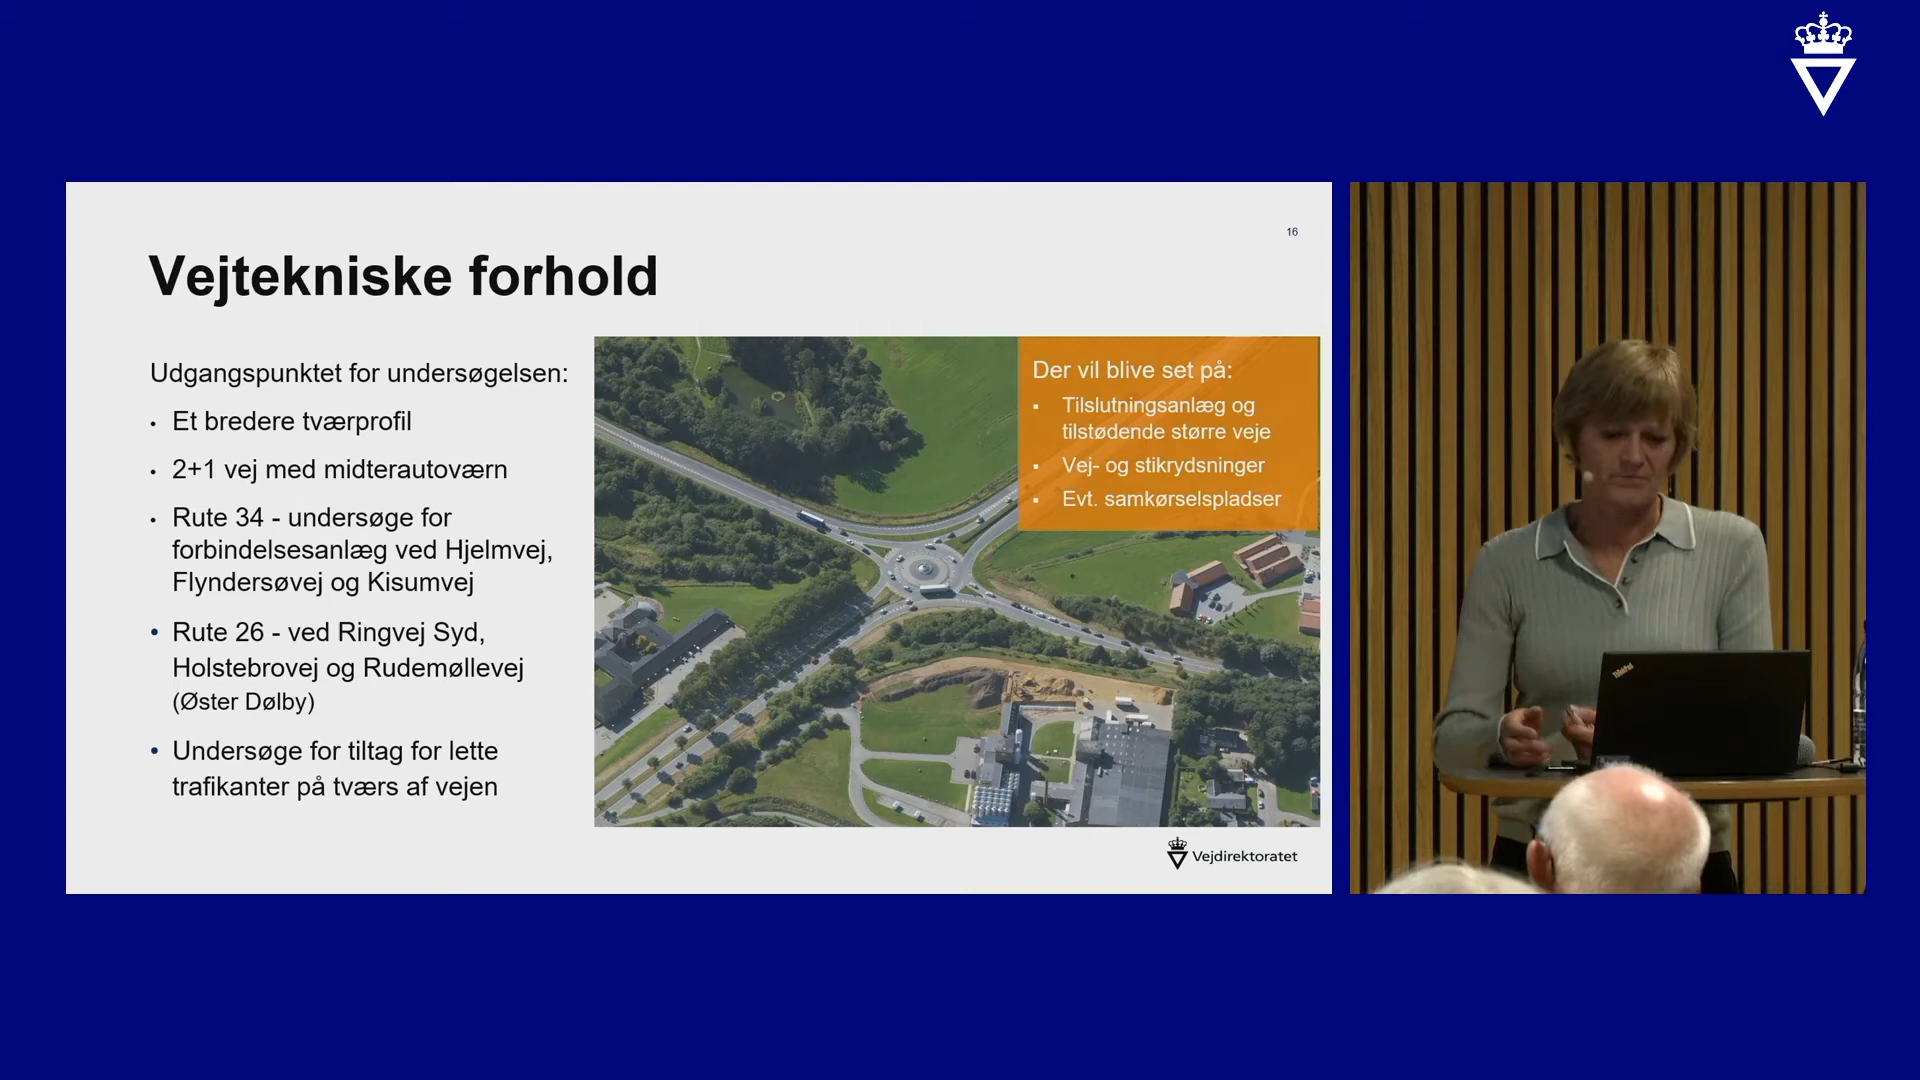 16
Vejtekniske forhold
Udgangspunktet for undersøgelsen:
• Et bredere tværprofil
• 2+1 vej med midterautoværn
• Rute 34 - undersøge for
forbindelsesanlæg ved Hjelmvej,
Flyndersøvej og Kisumvej
• Rute 26 - ved Ringvej Syd,
Holstebrovej og Rudemøllevej
(Øster Dølby)
• Undersøge for tiltag for lette
trafikanter på tværs af vejen
Der vil blive set på:
▪ Tilslutningsanlæg og
tilstødende større veje
▪ Vej- og stikrydsninger
▪ Evt. samkørselspladser
Vejdirektoratet
ThinkPad